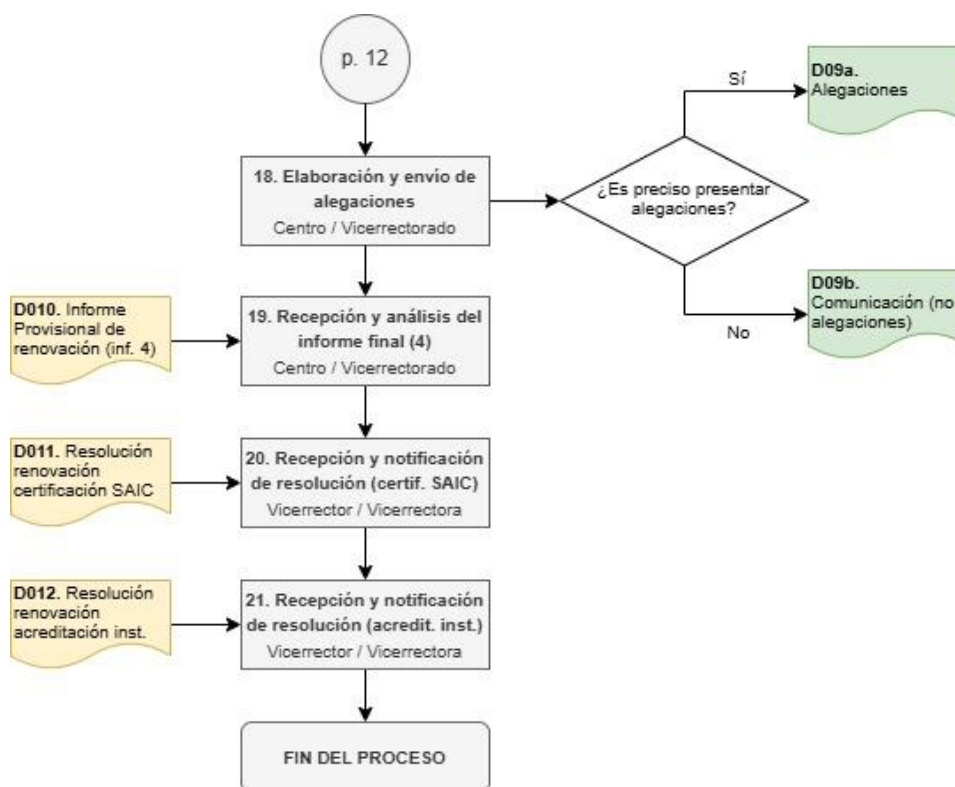 p. 12
Sí
D09a.
Alegaciones
18. Elaboración y envío de
alegaciones
Centro / Vicerrectorado
¿Es preciso presentar
alegaciones?
No
D09b.
Comunicación (no
alegaciones)
D010. Informe
Provisional de
renovación (inf. 4)
19. Recepción y análisis del
informe final (4)
Centro / Vicerrectorado
D011. Resolución
renovación
certificación SAIC
20. Recepción y notificación
de resolución (certif. SAIC)
Vicerrector / Vicerrectora
D012. Resolución
renovación
acreditación inst.
21. Recepción y notificación
de resolución (acredit. inst.)
Vicerrector / Vicerrectora
FIN DEL PROCESO